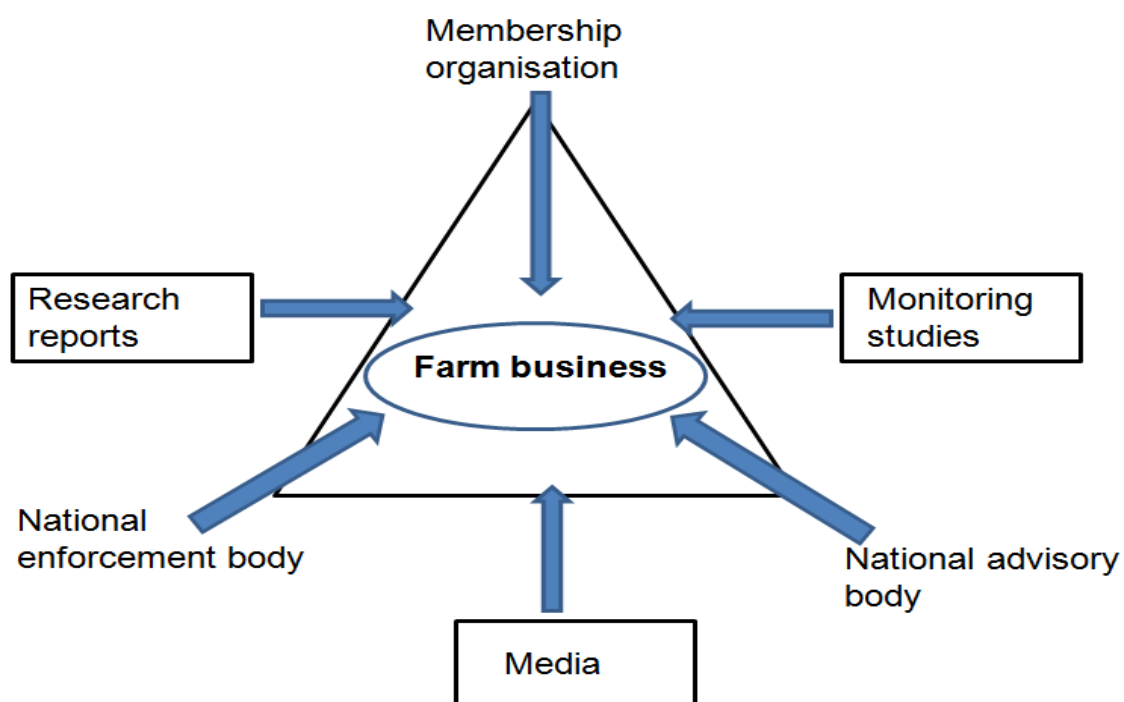 Membership
organisation
Research
reports
Monitoring
studies
Farm business
National
enforcement body
National advisory
body
Media